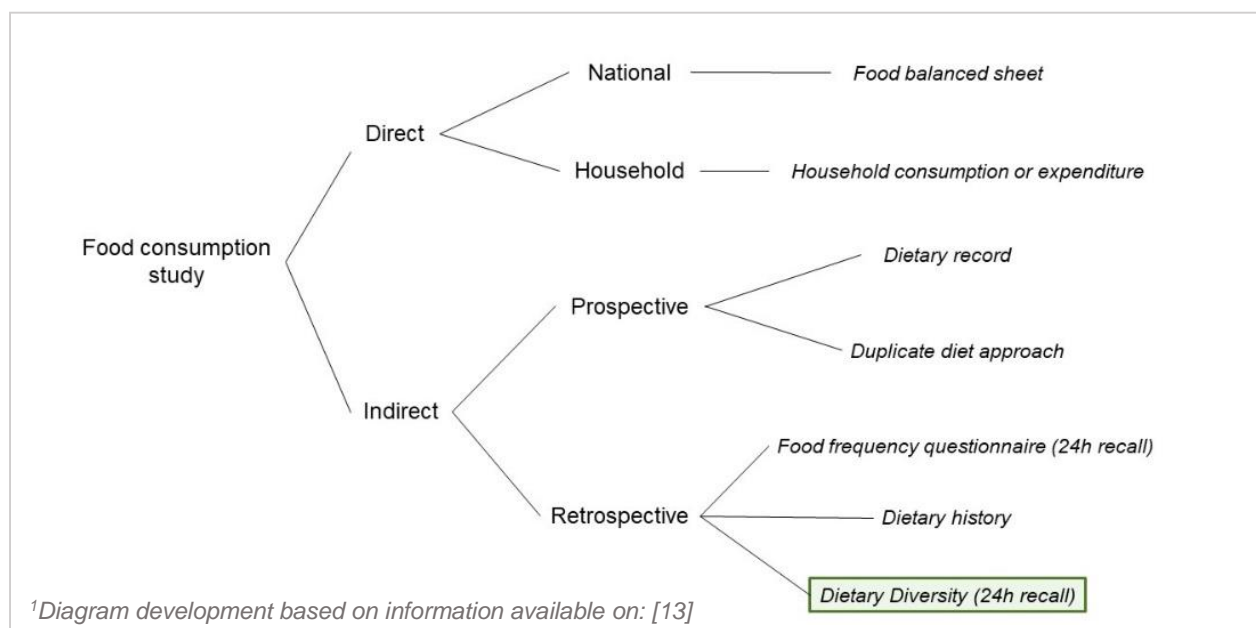 National
Food balanced sheet
Direct
Household
Household consumption or expenditure
Food consumption
study
Dietary record
Prospective
Duplicate diet approach
Indirect
Food frequency questionnaire (24h recall)
Retrospective
Dietary history
Dietary Diversity (24h recall)
¹Diagram development based on information available on: [13]